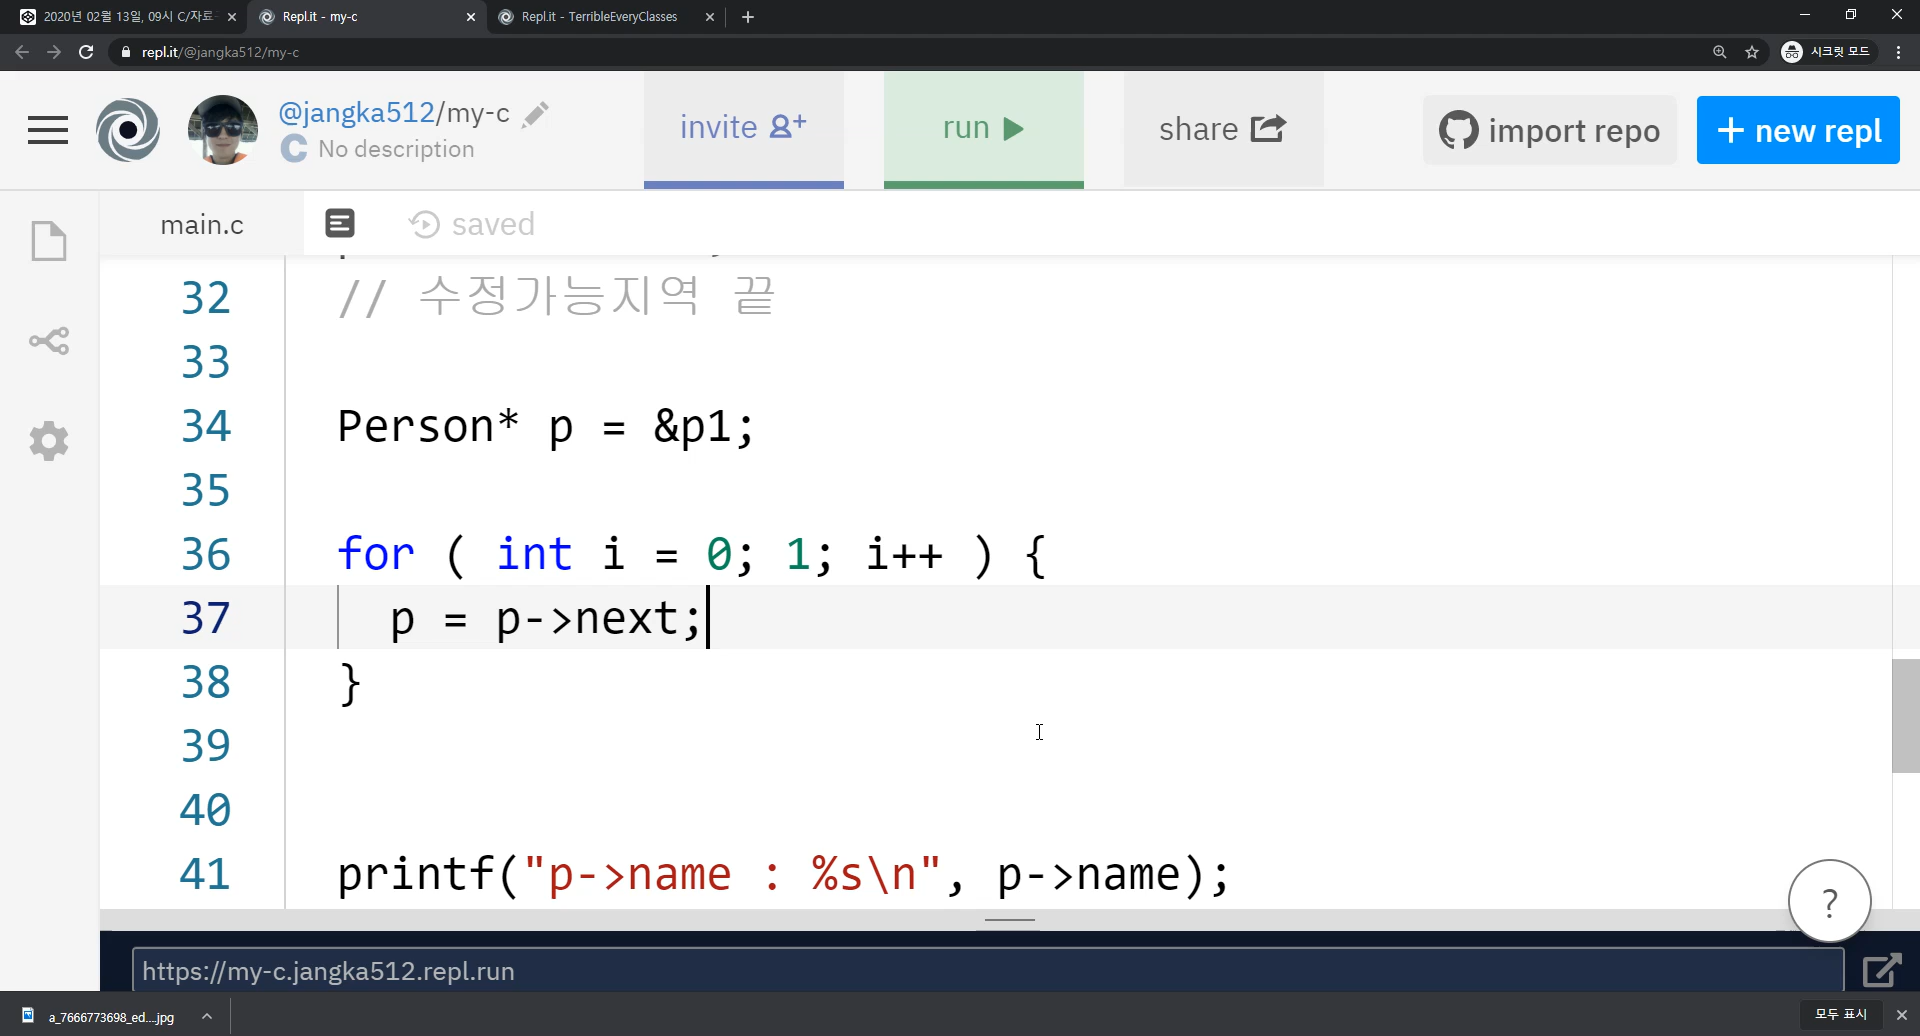 2020년 02월 13일, 09시 C/자료
Repl.it - my-c
Repl.it - TerribleEveryClasses
repl.it/@jangka512/my-c
시크릿 모드
@jangka512/my-c
C No description
invite
run
share
import repo
+ new repl
main.c
saved
32 // 수정가능지역 끝
33
34 Person* p = &p1;
35
36 for ( int i = 0; 1; i++ ) {
37 p = p->next;
38 }
39
40
41 printf("p->name : %s\n", p->name);
?
https://my-c.jangka512.repl.run
a_7666773698_ed....jpg
모두 표시